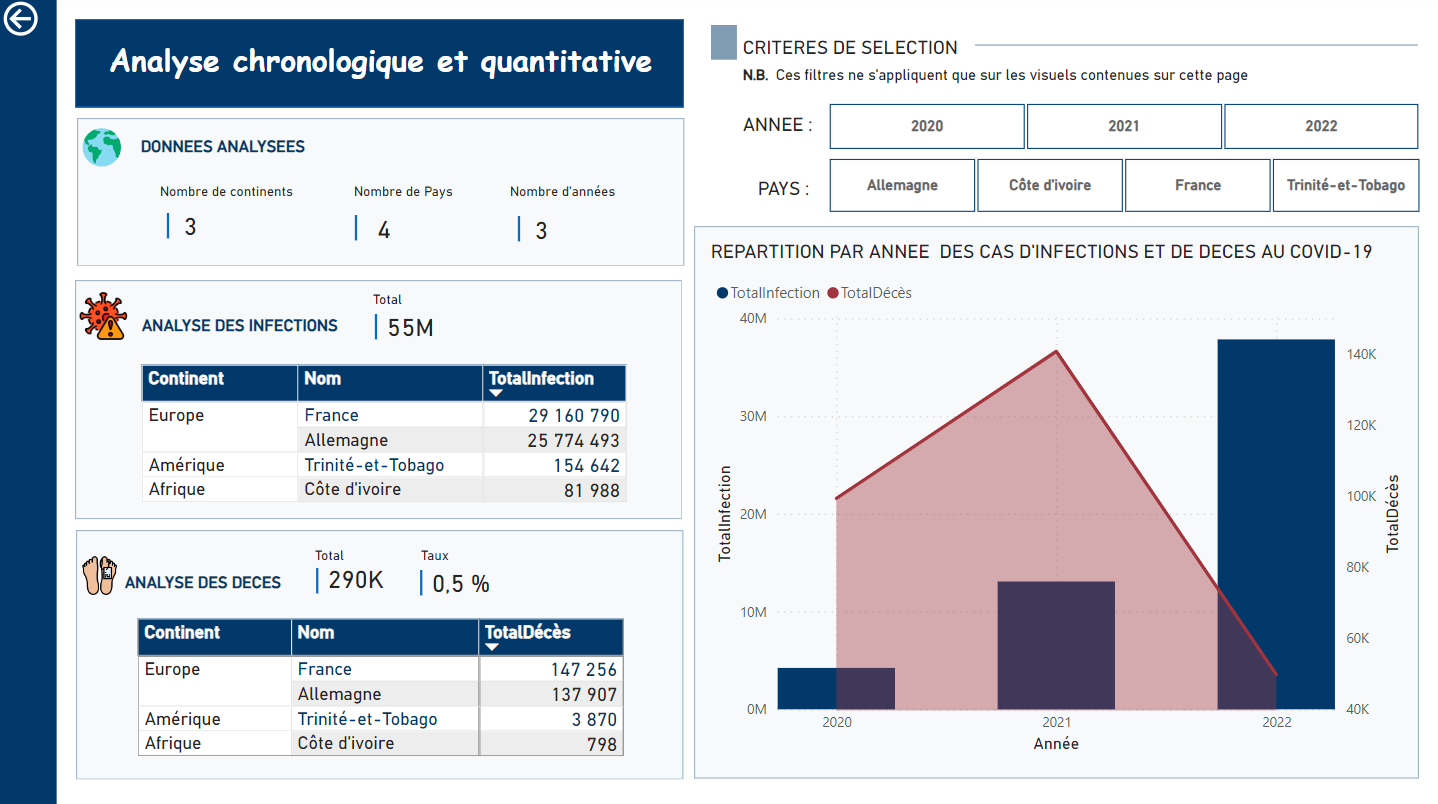 Analyse chronologique et quantitative
DONNEES ANALYSEES
Nombre de continents Nombre de Pays Nombre d'années
3 4 3
ANALYSE DES INFECTIONS
Total
55M
Continent Nom TotalInfection
Europe France 29 160 790
Allemagne 25 774 493
Amérique Trinité-et-Tobago 154 642
Afrique Côte d'ivoire 81 988
ANALYSE DES DECES
Total Taux
290K 0,5 %
Continent Nom TotalDécès
Europe France 147 256
Allemagne 137 907
Amérique Trinité-et-Tobago 3 870
Afrique Côte d'ivoire 798
CRITERES DE SELECTION
N.B. Ces filtres ne s'appliquent que sur les visuels contenues sur cette page
ANNEE : 2020 2021 2022
PAYS : Allemagne Côte d'ivoire France Trinité-et-Tobago
REPARTITION PAR ANNEE DES CAS D'INFECTIONS ET DE DECES AU COVID-19
TotalInfection TotalDécès
40M
30M
20M
10M
0M
TotalInfection
140K
120K
100K
80K
60K
40K
TotalDécès
2020 2021 2022
Année